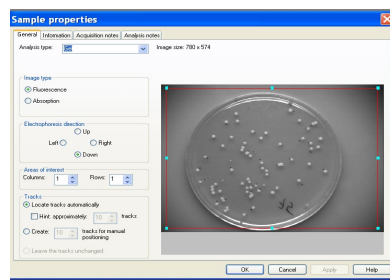 Sample properties
General Information Acquisition notes Analysis notes
Analysis type: Gel Image size: 780 x 574
Image type
Fluorescence
Absorption
Electrophoresis direction
Up
Left Right
Down
Areas of interest
Columns: 1 Rows: 1
Tracks
Locate tracks automatically
Hint: approximately: 10 tracks
Create: 10 tracks for manual
positioning
Leave the tracks unchanged
OK Cancel Apply Help